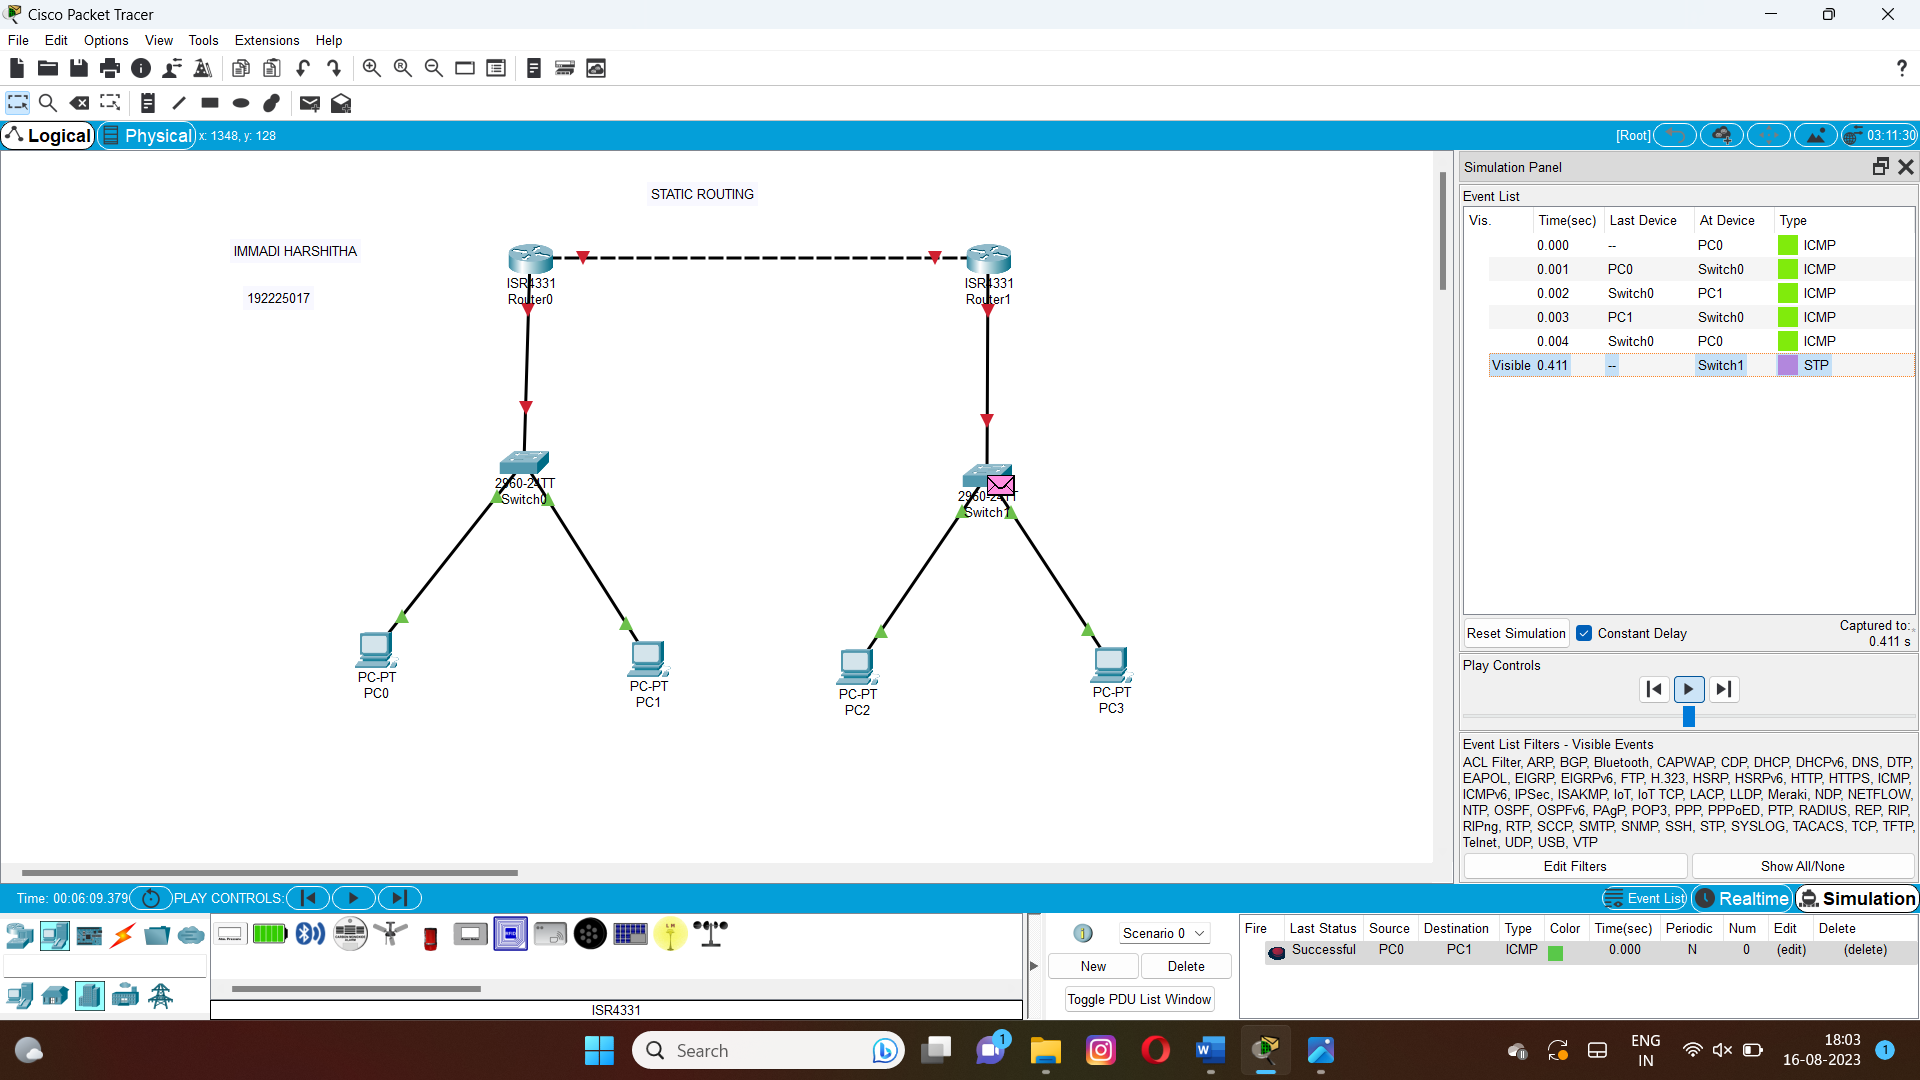 Cisco Packet Tracer
File Edit Options View Tools Extensions Help
Logical Physical x: 1348, y: 128 [Root] 03:11:30
STATIC ROUTING
IMMADI HARSHITHA
192225017
ISR4331
Router0
ISR4331
Router1
2960-24TT
Switch0
2960-24TT
Switch1
PC-PT
PC0
PC-PT
PC1
PC-PT
PC2
PC-PT
PC3
Simulation Panel
Event List
Vis. Time(sec) Last Device At Device Type
0.000 -- PC0 ICMP
0.001 PC0 Switch0 ICMP
0.002 Switch0 PC1 ICMP
0.003 PC1 Switch0 ICMP
0.004 Switch0 PC0 ICMP
Visible 0.411 -- Switch1 STP
Reset Simulation Constant Delay Captured to:
0.411 s
Play Controls
Event List Filters - Visible Events
ACL Filter, ARP, BGP, Bluetooth, CAPWAP, CDP, DHCP, DHCPv6, DNS, DTP,
EAPOL, EIGRP, EIGRPv6, FTP, H.323, HSRP, HSRPv6, HTTP, HTTPS, ICMP,
ICMPv6, IPSec, ISAKMP, IoT, IoT TCP, LACP, LLDP, Meraki, NDP, NETFLOW,
NTP, OSPF, OSPFv6, PAgP, POP3, PPP, PPPoED, PTP, RADIUS, REP, RIP,
RIPng, RTP, SCCP, SMTP, SNMP, SSH, STP, SYSLOG, TACACS, TCP, TFTP,
Telnet, UDP, USB, VTP
Edit Filters Show All/None
Time: 00:06:09.379 PLAY CONTROLS: Event List Realtime Simulation
ISR4331
Scenario 0
New Delete
Toggle PDU List Window
Fire Last Status Source Destination Type Color Time(sec) Periodic Num Edit Delete
Successful PC0 PC1 ICMP 0.000 N 0 (edit) (delete)
Search
1
ENG
IN
18:03
16-08-2023
1